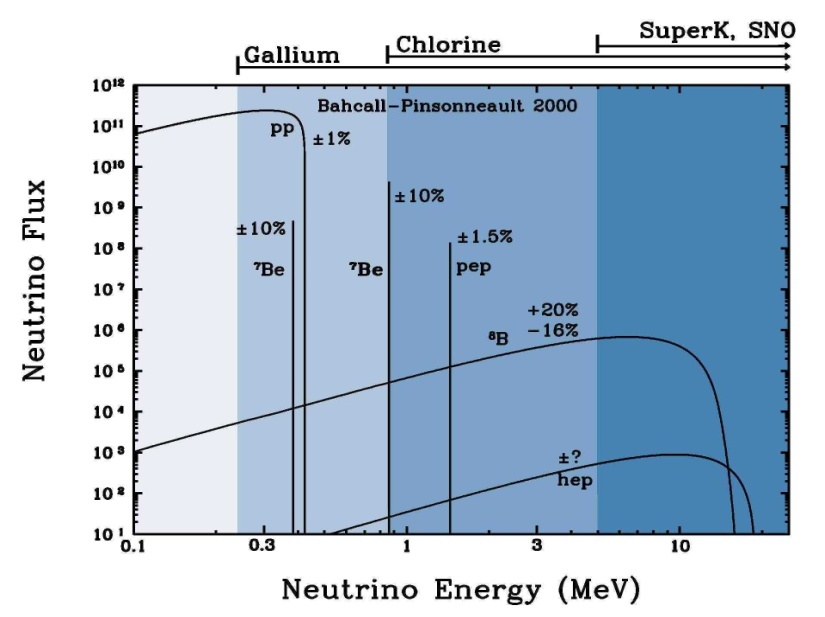 SuperK, SNO
Chlorine
Gallium
Bahcall-Pinsonneault 2000
10¹²
10¹¹
10¹⁰
10⁹
10⁸
10⁷
10⁶
10⁵
10⁴
10³
10²
10¹
Neutrino Flux
pp
±1%
±10%
⁷Be
±10%
⁷Be
±1.5%
pep
+20%
−16%
⁸B
±?
hep
0.1 0.3 1 3 10
Neutrino Energy (MeV)